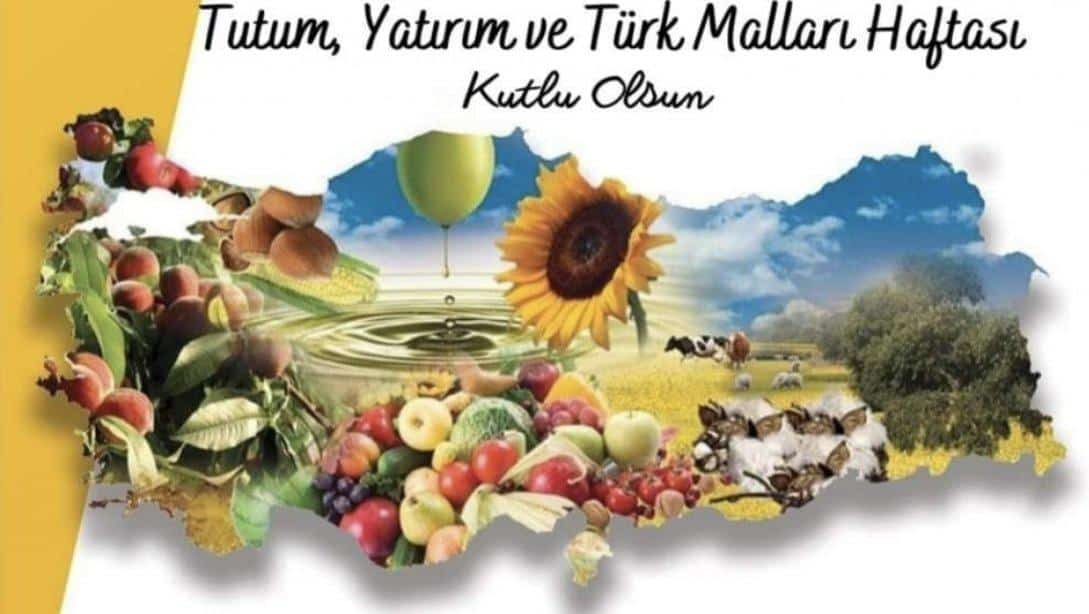 Tutum, Yatırım ve Türk Malları Haftası
Kutlu Olsun